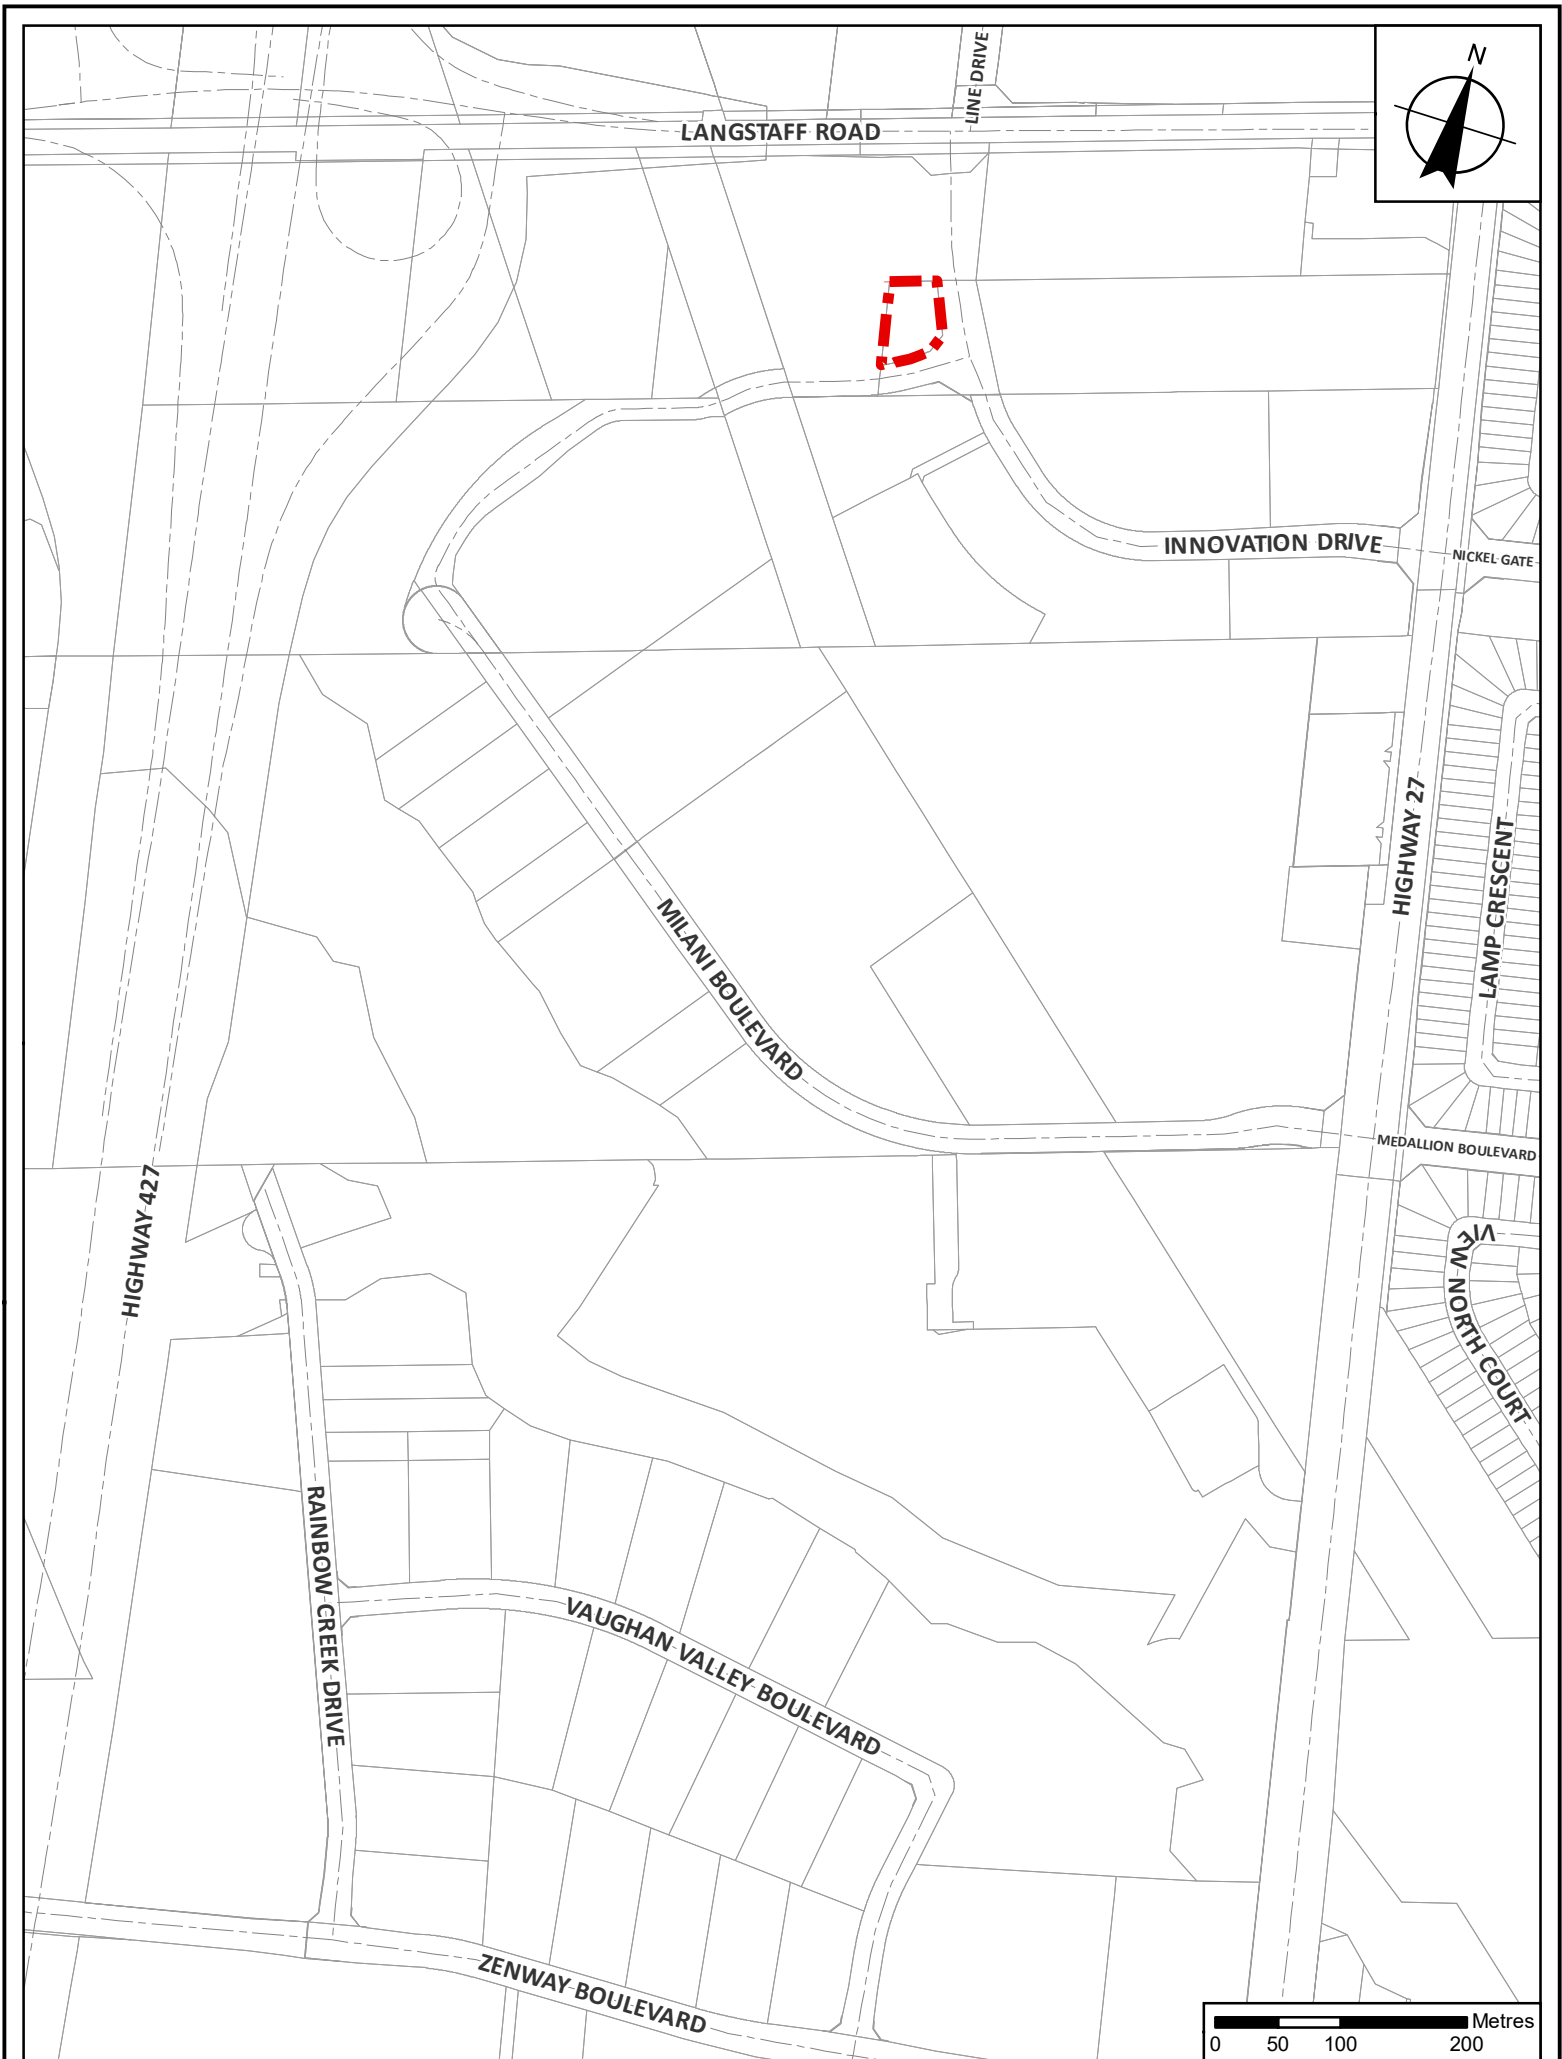 N
LINE DRIVE
LANGSTAFF ROAD
INNOVATION DRIVE
NICKEL GATE
HIGHWAY 27
LAMP CRESCENT
MILANI BOULEVARD
MEDALLION BOULEVARD
HIGHWAY 427
VIEW NORTH COURT
RAINBOW CREEK DRIVE
VAUGHAN VALLEY BOULEVARD
ZENWAY BOULEVARD
Metres
0 50 100 200